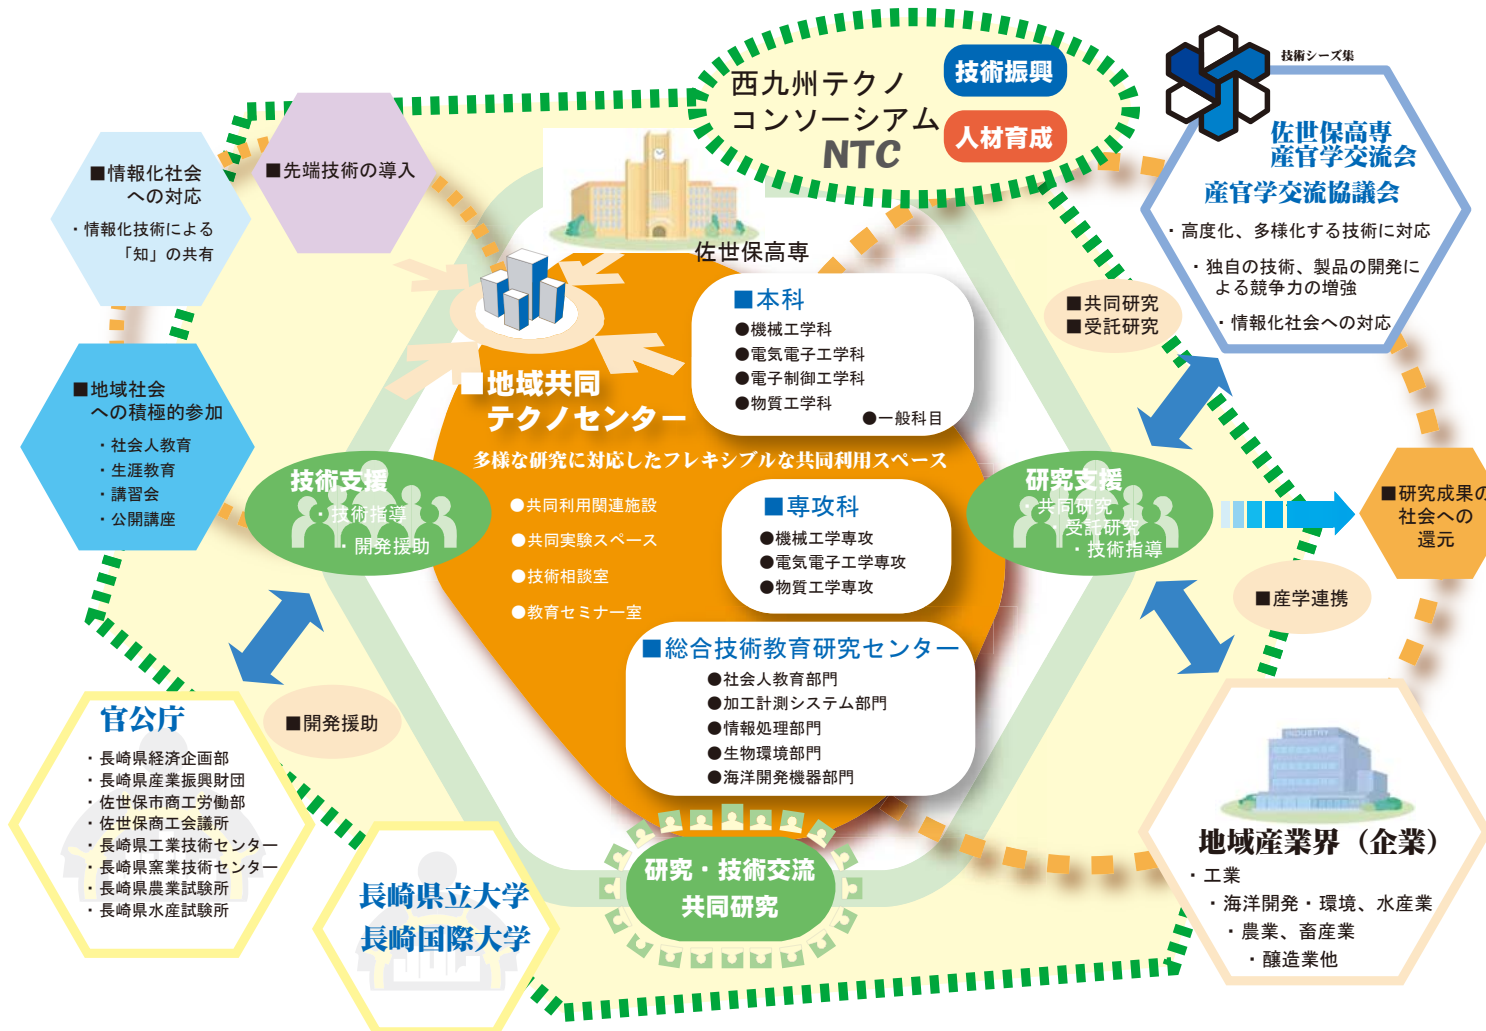 西九州テクノ
コンソーシアム
NTC
技術振興
人材育成
技術シーズ集
佐世保高専
産官学交流会
産官学交流協議会
・高度化、多様化する技術に対応
・独自の技術、製品の開発に
よる競争力の増強
・情報化社会への対応
■情報化社会
への対応
・情報化技術による
「知」の共有
■先端技術の導入
佐世保高専
■本科
●機械工学科
●電気電子工学科
●電子制御工学科
●物質工学科
●一般科目
■共同研究
■受託研究
■地域社会
への積極的参加
・社会人教育
・生涯教育
・講習会
・公開講座
■地域共同
テクノセンター
多様な研究に対応したフレキシブルな共同利用スペース
●共同利用関連施設
●共同実験スペース
●技術相談室
●教育セミナー室
技術支援
・技術指導
・開発援助
■専攻科
●機械工学専攻
●電気電子工学専攻
●物質工学専攻
研究支援
・共同研究
・受託研究
・技術指導
■研究成果の
社会への
還元
■産学連携
■総合技術教育研究センター
●社会人教育部門
●加工計測システム部門
●情報処理部門
●生物環境部門
●海洋開発機器部門
■開発援助
官公庁
・長崎県経済企画部
・長崎県産業振興財団
・佐世保市商工労働部
・佐世保商工会議所
・長崎県工業技術センター
・長崎県窯業技術センター
・長崎県農業試験所
・長崎県水産試験所
長崎県立大学
長崎国際大学
研究・技術交流
共同研究
INDUSTRY
地域産業界（企業）
・工業
・海洋開発・環境、水産業
・農業、畜産業
・醸造業他